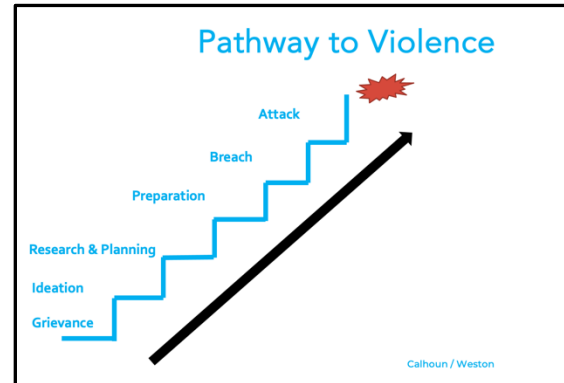 Pathway to Violence
Attack
Breach
Preparation
Research & Planning
Ideation
Grievance
Calhoun / Weston